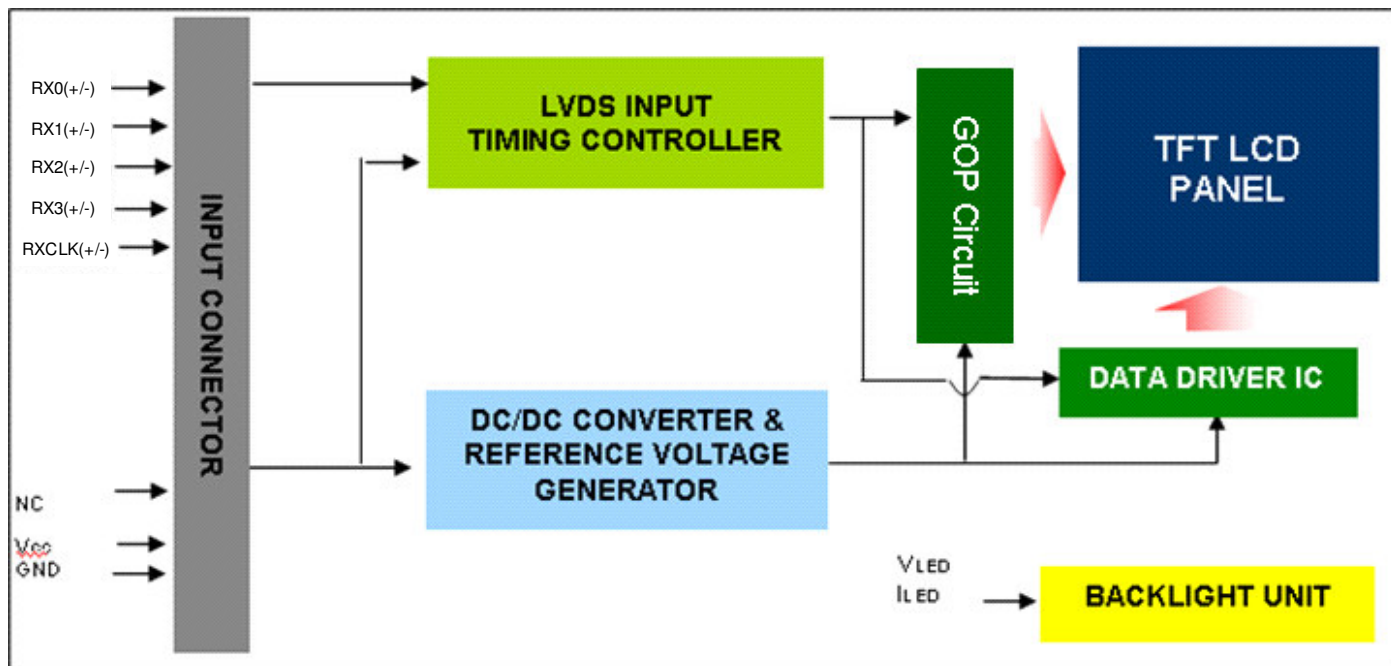 RX0(+/-)
RX1(+/-)
RX2(+/-)
RX3(+/-)
RXCLK(+/-)
NC
Vcc
GND
INPUT CONNECTOR
LVDS INPUT
TIMING CONTROLLER
DC/DC CONVERTER &
REFERENCE VOLTAGE
GENERATOR
GOP Circuit
TFT LCD
PANEL
DATA DRIVER IC
VLED
ILED
BACKLIGHT UNIT